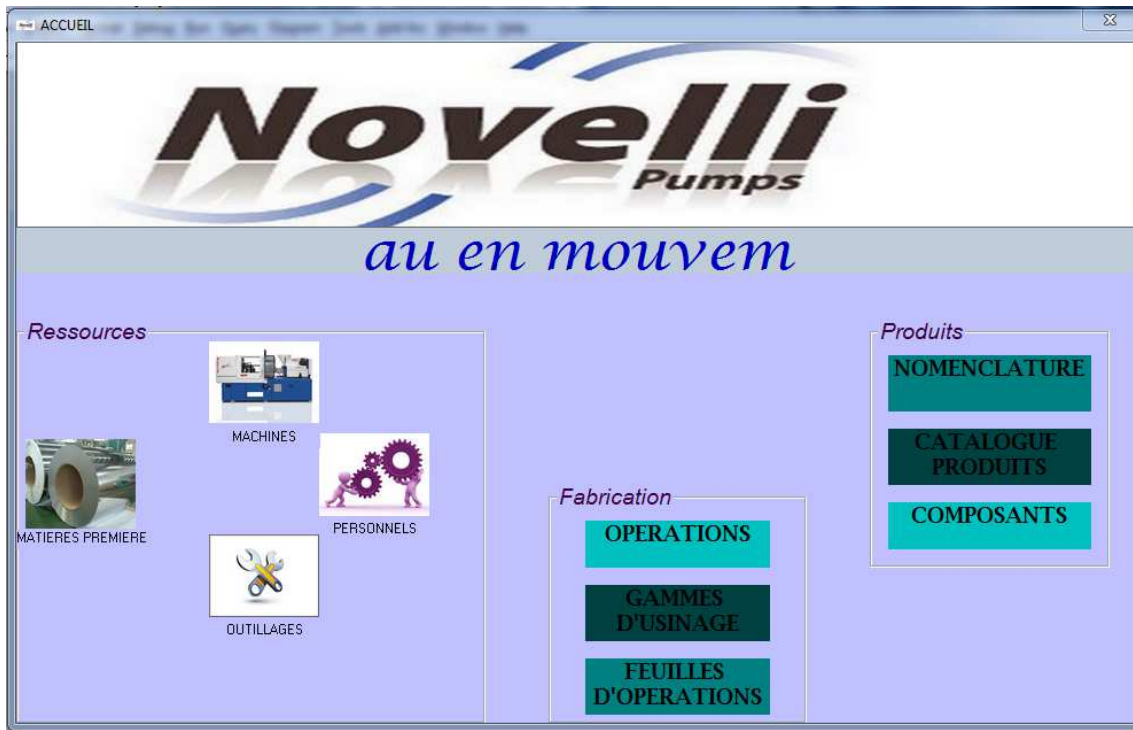 ACCUEIL
Novelli
Pumps
au en mouvem
Ressources
MACHINES
MATIERES PREMIERE
PERSONNELS
OUTILLAGES
Fabrication
OPERATIONS
GAMMES
D'USINAGE
FEUILLES
D'OPERATIONS
Produits
NOMENCLATURE
CATALOGUE
PRODUITS
COMPOSANTS